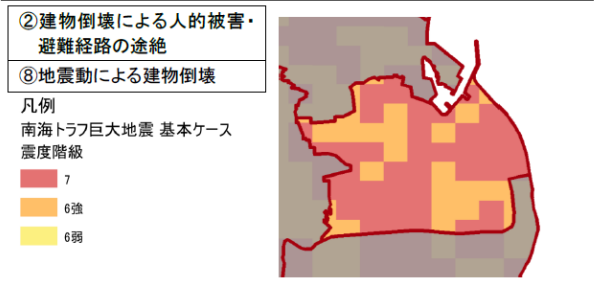 ②建物倒壊による人的被害・
避難経路の途絶
⑧地震動による建物倒壊
凡例
南海トラフ巨大地震 基本ケース
震度階級
7
6強
6弱